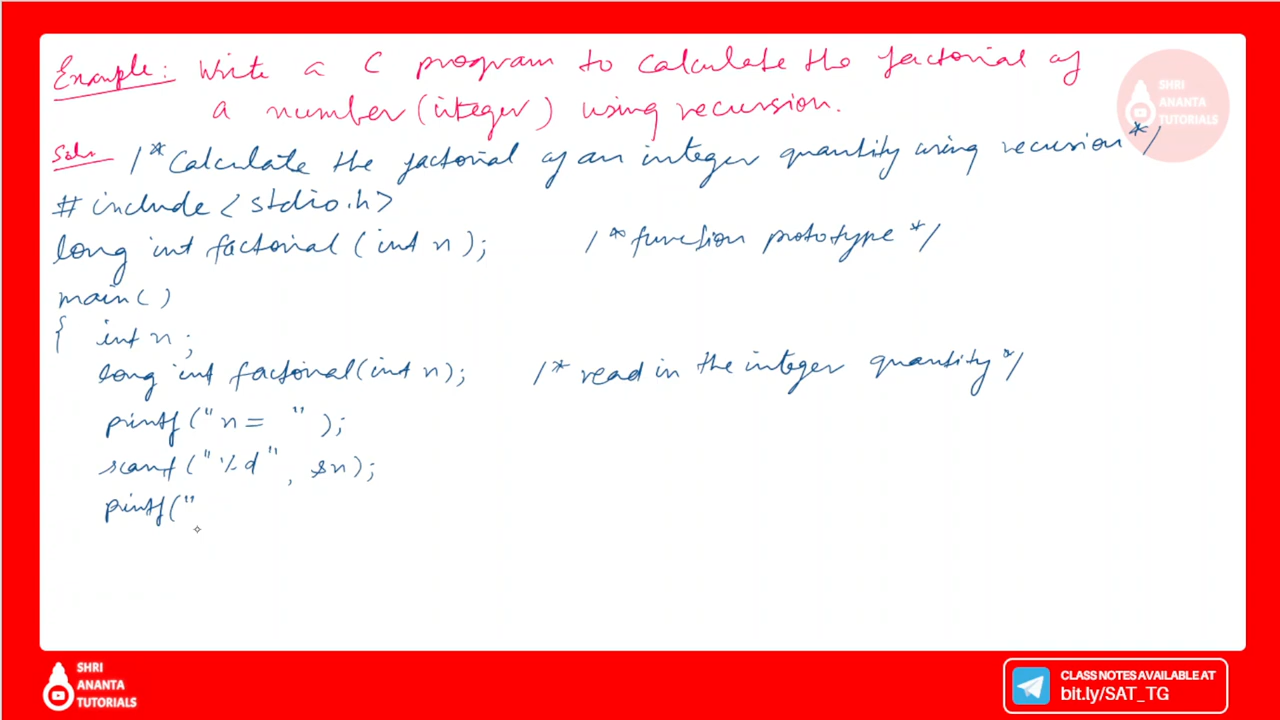 Example: Write a C program to calculate the factorial of
a number (integer) using recursion.
SHRI
ANANTA
TUTORIALS
Soln /* Calculate the factorial of an integer quantity using recursion */
# include < stdio.h>
long int factorial (int n); /* function prototype */
main( )
{ int n ;
long int factorial(int n); /* read in the integer quantity */
printf ("n = " );
scanf ("%d" , &n);
printf("
SHRI
ANANTA
TUTORIALS
CLASS NOTES AVAILABLE AT
bit.ly/SAT_TG